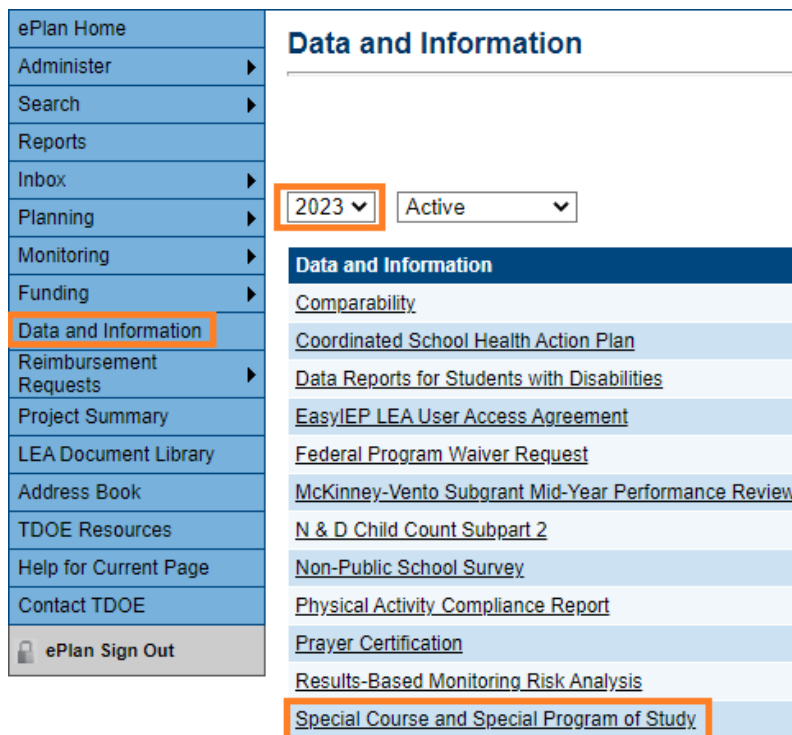 ePlan Home
Administer
Search
Reports
Inbox
Planning
Monitoring
Funding
Data and Information
Reimbursement
Requests
Project Summary
LEA Document Library
Address Book
TDOE Resources
Help for Current Page
Contact TDOE
ePlan Sign Out
Data and Information
2023 Active
Data and Information
Comparability
Coordinated School Health Action Plan
Data Reports for Students with Disabilities
EasyIEP LEA User Access Agreement
Federal Program Waiver Request
McKinney-Vento Subgrant Mid-Year Performance Review
N & D Child Count Subpart 2
Non-Public School Survey
Physical Activity Compliance Report
Prayer Certification
Results-Based Monitoring Risk Analysis
Special Course and Special Program of Study